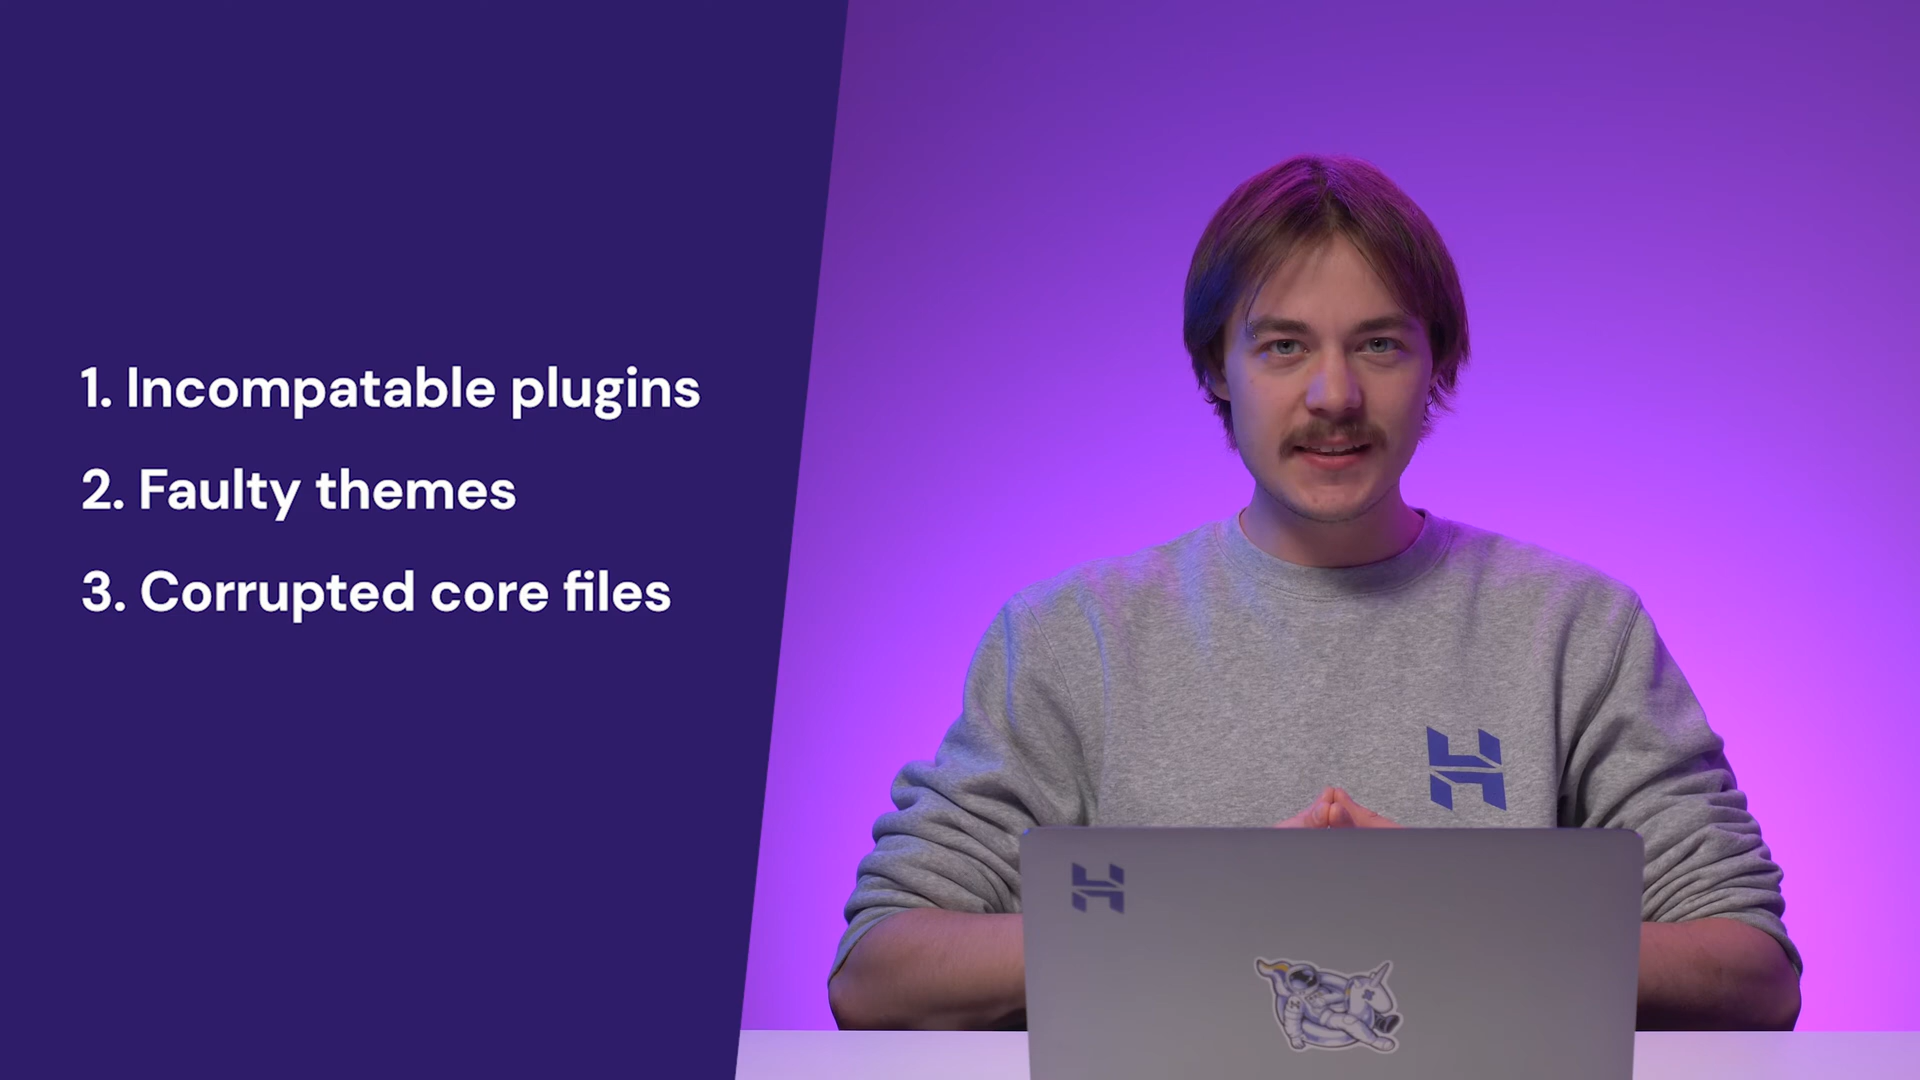 1. Incompatable plugins
2. Faulty themes
3. Corrupted core files